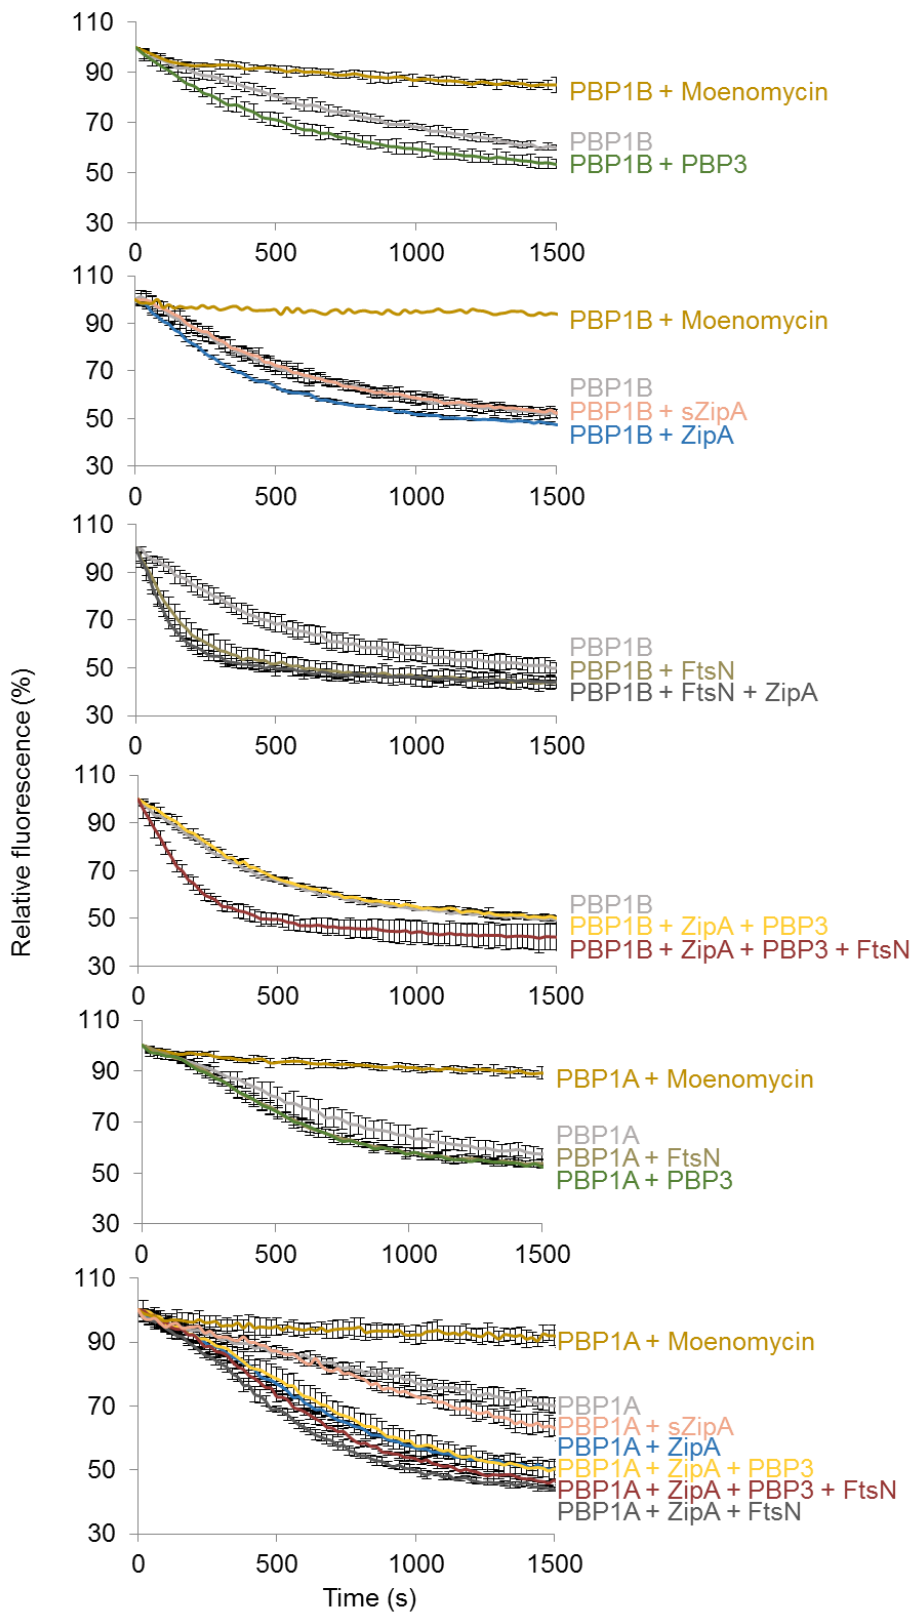 110
90
70
50
30
0 500 1000 1500
PBP1B + Moenomycin
PBP1B
PBP1B + PBP3
110
90
70
50
30
0 500 1000 1500
PBP1B + Moenomycin
PBP1B
PBP1B + sZipA
PBP1B + ZipA
110
90
70
50
30
0 500 1000 1500
PBP1B
PBP1B + FtsN
PBP1B + FtsN + ZipA
Relative fluorescence (%)
110
90
70
50
30
0 500 1000 1500
PBP1B
PBP1B + ZipA + PBP3
PBP1B + ZipA + PBP3 + FtsN
110
90
70
50
30
0 500 1000 1500
PBP1A + Moenomycin
PBP1A
PBP1A + FtsN
PBP1A + PBP3
110
90
70
50
30
0 500 1000 1500
PBP1A + Moenomycin
PBP1A
PBP1A + sZipA
PBP1A + ZipA
PBP1A + ZipA + PBP3
PBP1A + ZipA + PBP3 + FtsN
PBP1A + ZipA + FtsN
Time (s)